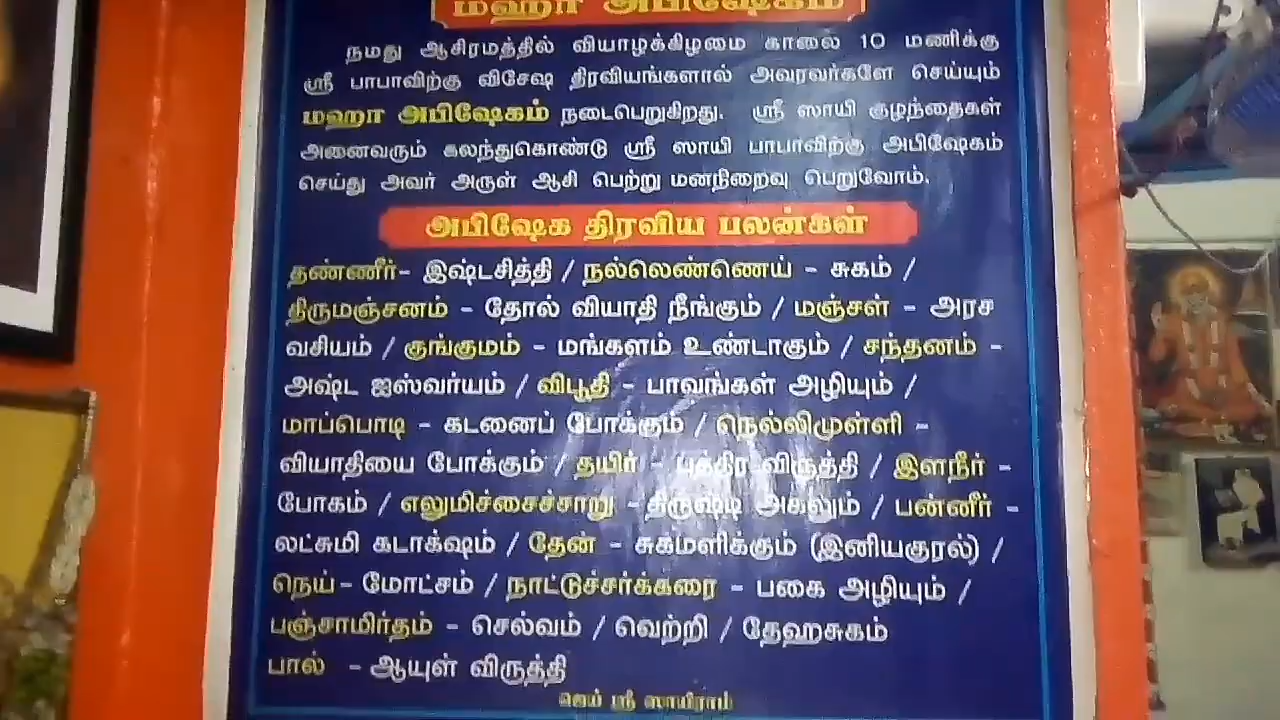 மஹா அபிஷேகம்
நமது ஆசிரமத்தில் வியாழக்கிழமை காலை 10 மணிக்கு
ஸ்ரீ பாபாவிற்கு விசேஷ திரவியங்களால் அவரவர்களே செய்யும்
மஹா அபிஷேகம் நடைபெறுகிறது. ஸ்ரீ ஸாயி குழந்தைகள்
அனைவரும் கலந்துகொண்டு ஸ்ரீ ஸாயி பாபாவிற்கு அபிஷேகம்
செய்து அவர் அருள் ஆசி பெற்று மனநிறைவு பெறுவோம்.
அபிஷேக திரவிய பலன்கள்
தண்ணீர்- இஷ்டசித்தி / நல்லெண்ணெய் - சுகம் /
திருமஞ்சனம் - தோல் வியாதி நீங்கும் / மஞ்சள் - அரச
வசியம் / குங்குமம் - மங்களம் உண்டாகும் / சந்தனம் -
அஷ்ட ஐஸ்வர்யம் / விபூதி - பாவங்கள் அழியும் /
மாப்பொடி - கடனைப் போக்கும் / நெல்லிமுள்ளி -
வியாதியை போக்கும் / தயிர் - புத்திர விருத்தி / இளநீர் -
போகம் / எலுமிச்சைச்சாறு - திருஷ்டி அகலும் / பன்னீர் -
லட்சுமி கடாக்ஷம் / தேன் - சுகமளிக்கும் (இனியகுரல்) /
நெய் - மோட்சம் / நாட்டுச்சர்க்கரை - பகை அழியும் /
பஞ்சாமிர்தம் - செல்வம் / வெற்றி / தேஹசுகம்
பால் - ஆயுள் விருத்தி
ஜெய் ஸ்ரீ ஸாயிராம்